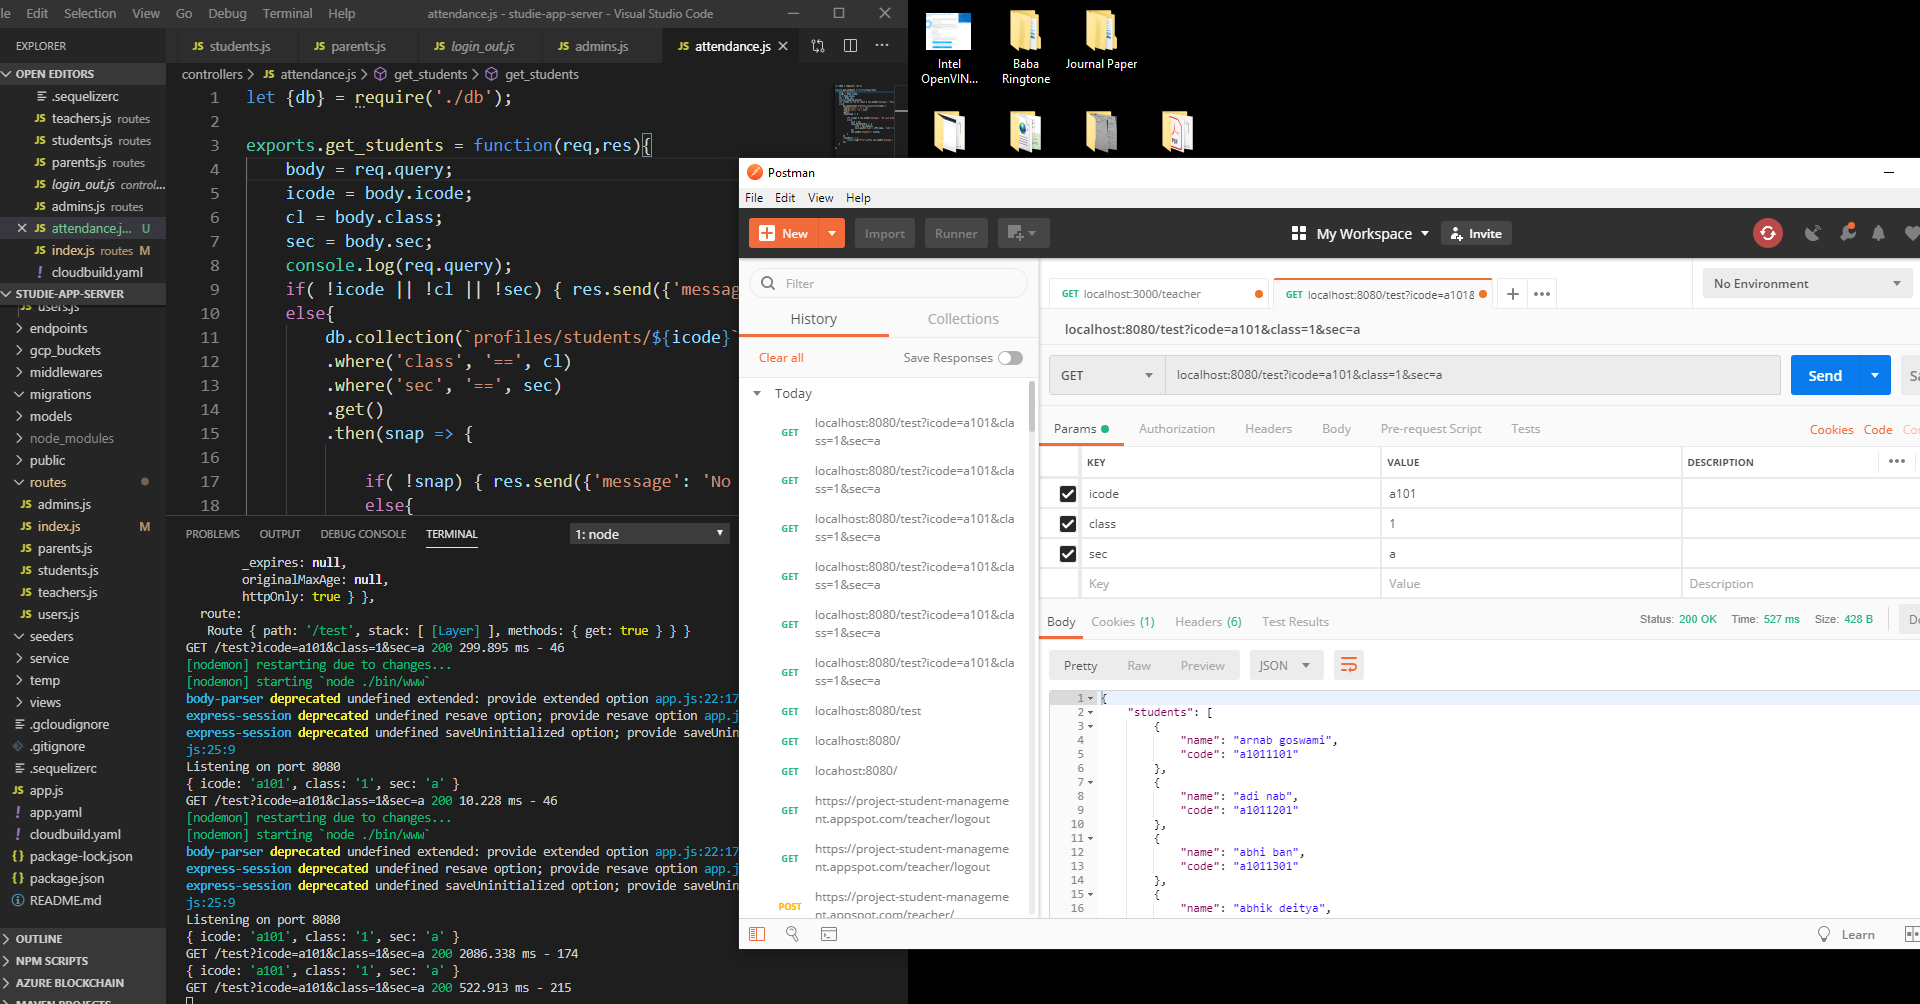 le Edit Selection View Go Debug Terminal Help attendance.js - studie-app-server - Visual Studio Code
EXPLORER
students.js parents.js login_out.js admins.js attendance.js
OPEN EDITORS
.sequelizerc
teachers.js routes
students.js routes
parents.js routes
login_out.js control...
admins.js routes
attendance.j... U
index.js routes M
cloudbuild.yaml
STUDIE-APP-SERVER
users.js
endpoints
gcp_buckets
middlewares
migrations
models
node_modules
public
routes
admins.js
index.js M
parents.js
students.js
teachers.js
users.js
seeders
service
temp
views
.gcloudignore
.gitignore
.sequelizerc
app.js
app.yaml
cloudbuild.yaml
package-lock.json
package.json
README.md
OUTLINE
NPM SCRIPTS
AZURE BLOCKCHAIN
MAVEN PROJECTS
controllers > JS attendance.js > get_students > get_students
1 let {db} = require('./db');
2
3 exports.get_students = function(req,res){
4 body = req.query;
5 icode = body.icode;
6 cl = body.class;
7 sec = body.sec;
8 console.log(req.query);
9 if( !icode || !cl || !sec) { res.send({'messag
10 else{
11 db.collection(`profiles/students/${icode}`
12 .where('class', '==', cl)
13 .where('sec', '==', sec)
14 .get()
15 .then(snap => {
16
17 if( !snap) { res.send({'message': 'No
18 else{
PROBLEMS OUTPUT DEBUG CONSOLE TERMINAL 1: node
_expires: null,
originalMaxAge: null,
httpOnly: true } },
route:
Route { path: '/test', stack: [ [Layer] ], methods: { get: true } } }
GET /test?icode=a101&class=1&sec=a 200 299.895 ms - 46
[nodemon] restarting due to changes...
[nodemon] starting `node ./bin/www`
body-parser deprecated undefined extended: provide extended option app.js:22:17
express-session deprecated undefined resave option; provide resave option app.j
express-session deprecated undefined saveUninitialized option; provide saveUnin
js:25:9
Listening on port 8080
{ icode: 'a101', class: '1', sec: 'a' }
GET /test?icode=a101&class=1&sec=a 200 10.228 ms - 46
[nodemon] restarting due to changes...
[nodemon] starting `node ./bin/www`
body-parser deprecated undefined extended: provide extended option app.js:22:17
express-session deprecated undefined resave option; provide resave option app.j
express-session deprecated undefined saveUninitialized option; provide saveUnin
js:25:9
Listening on port 8080
{ icode: 'a101', class: '1', sec: 'a' }
GET /test?icode=a101&class=1&sec=a 200 2086.338 ms - 174
{ icode: 'a101', class: '1', sec: 'a' }
GET /test?icode=a101&class=1&sec=a 200 522.913 ms - 215
Intel OpenVIN...
Baba Ringtone
Journal Paper
Postman
File Edit View Help
New Import Runner My Workspace Invite
Filter
History Collections
Clear all Save Responses
Today
GET localhost:8080/test?icode=a101&cla
ss=1&sec=a
GET localhost:8080/test?icode=a101&cla
ss=1&sec=a
GET localhost:8080/test?icode=a101&cla
ss=1&sec=a
GET localhost:8080/test?icode=a101&cla
ss=1&sec=a
GET localhost:8080/test?icode=a101&cla
ss=1&sec=a
GET localhost:8080/test?icode=a101&cla
ss=1&sec=a
GET localhost:8080/test
GET localhost:8080/
GET locahost:8080/
GET https://project-student-manageme
nt.appspot.com/teacher/logout
GET https://project-student-manageme
nt.appspot.com/teacher/logout
POST https://project-student-manageme
nt.appspot.com/teacher/
GET localhost:3000/teacher
GET localhost:8080/test?icode=a101&
No Environment
localhost:8080/test?icode=a101&class=1&sec=a
GET localhost:8080/test?icode=a101&class=1&sec=a Send Sa
Params Authorization Headers Body Pre-request Script Tests Cookies Code Co
KEY VALUE DESCRIPTION
icode a101
class 1
sec a
Key Value Description
Body Cookies (1) Headers (6) Test Results Status: 200 OK Time: 527 ms Size: 428 B Do
Pretty Raw Preview JSON
1 {
2 "students": [
3 {
4 "name": "arnab goswami",
5 "code": "a1011101"
6 },
7 {
8 "name": "adi nab",
9 "code": "a1011201"
10 },
11 {
12 "name": "abhi ban",
13 "code": "a1011301"
14 },
15 {
16 "name": "abhik deitya",
Learn